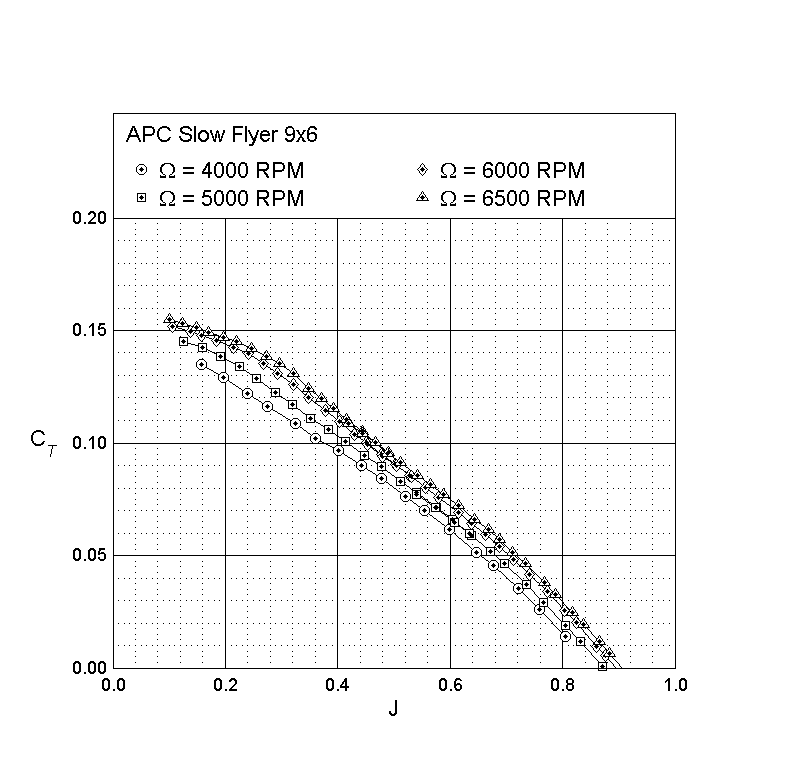 APC Slow Flyer 9x6
Ω = 4000 RPM
Ω = 6000 RPM
Ω = 5000 RPM
Ω = 6500 RPM
0.20
0.15
C_T
0.10
0.05
0.00
0.0 0.2 0.4 0.6 0.8 1.0
J